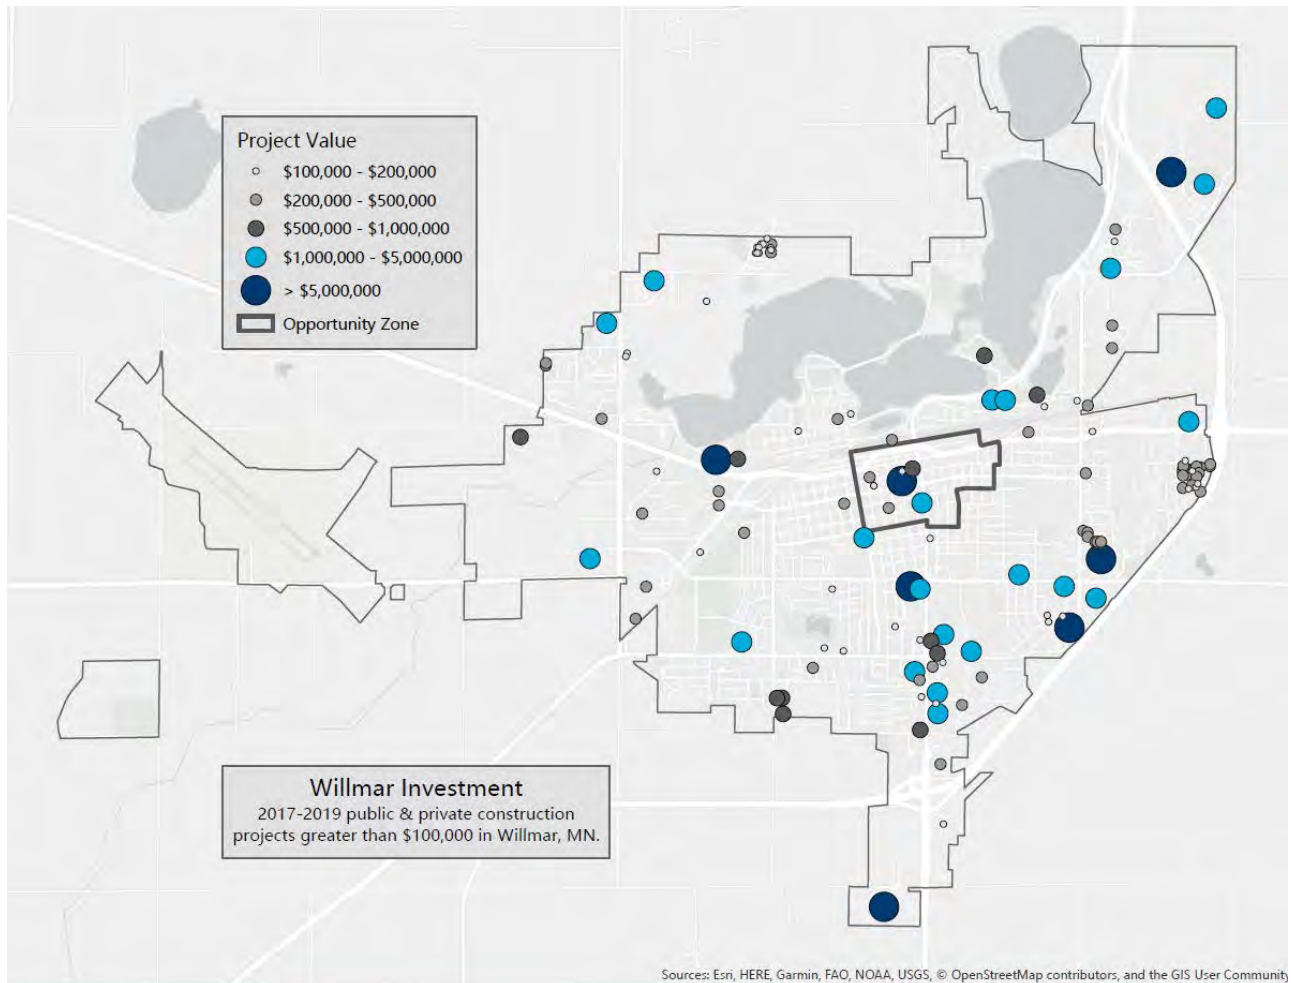 Project Value
$100,000 - $200,000
$200,000 - $500,000
$500,000 - $1,000,000
$1,000,000 - $5,000,000
> $5,000,000
Opportunity Zone
Willmar Investment
2017-2019 public & private construction
projects greater than $100,000 in Willmar, MN.
Sources: Esri, HERE, Garmin, FAO, NOAA, USGS, © OpenStreetMap contributors, and the GIS User Community